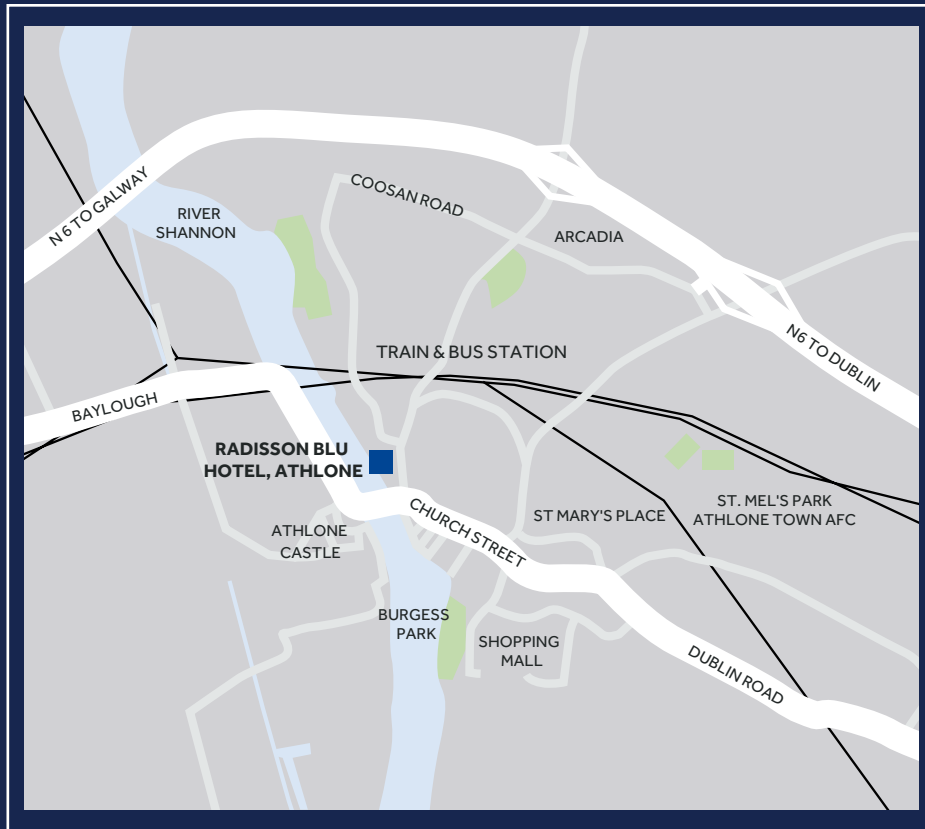 N6 TO GALWAY
RIVER
SHANNON
COOSAN ROAD
ARCADIA
N6 TO DUBLIN
TRAIN & BUS STATION
BAYLOUGH
RADISSON BLU
HOTEL, ATHLONE
CHURCH STREET
ST MARY'S PLACE
ST. MEL'S PARK
ATHLONE TOWN AFC
ATHLONE
CASTLE
BURGESS
PARK
SHOPPING
MALL
DUBLIN ROAD